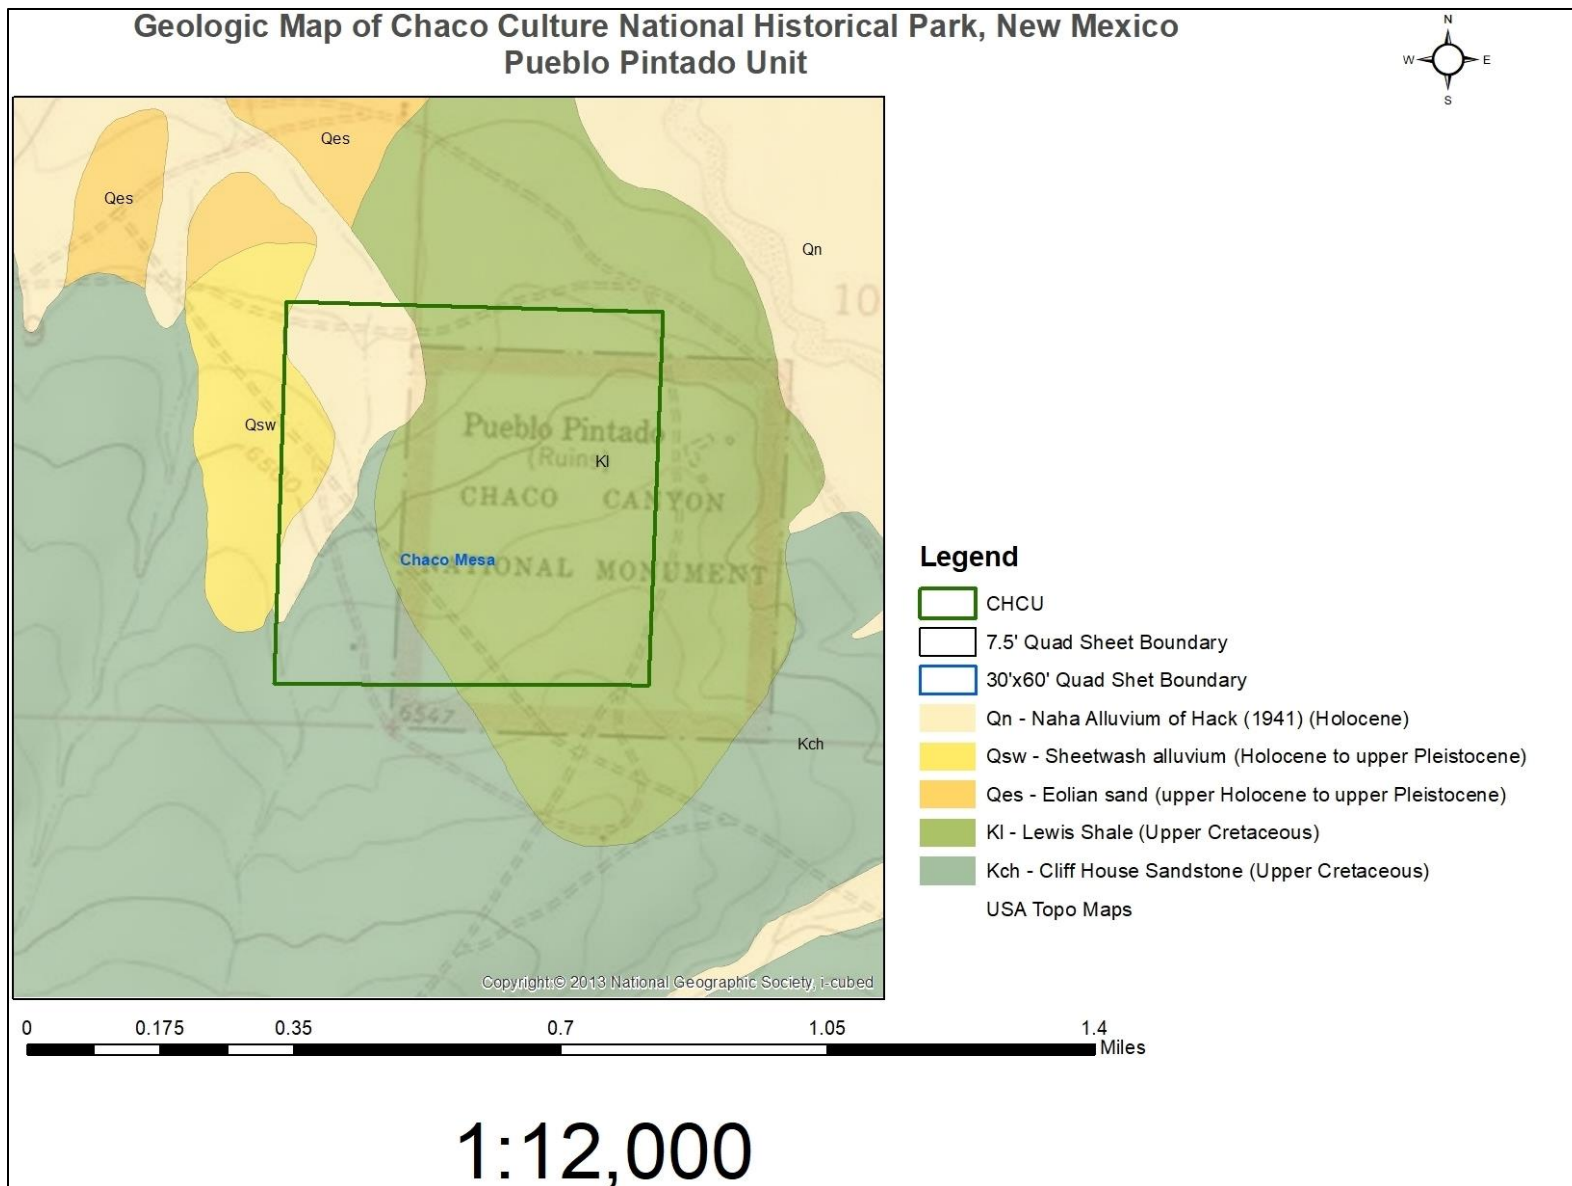 Geologic Map of Chaco Culture National Historical Park, New Mexico
Pueblo Pintado Unit
N
W E
S
Qes
Qes
Qn
10
9
Qsw
6500
Pueblo Pintado
(Ruins)
Kl
CHACO CANYON
Chaco Mesa
NATIONAL MONUMENT
6547
Kch
Copyright:© 2013 National Geographic Society, i-cubed
Legend
CHCU
7.5' Quad Sheet Boundary
30'x60' Quad Shet Boundary
Qn - Naha Alluvium of Hack (1941) (Holocene)
Qsw - Sheetwash alluvium (Holocene to upper Pleistocene)
Qes - Eolian sand (upper Holocene to upper Pleistocene)
Kl - Lewis Shale (Upper Cretaceous)
Kch - Cliff House Sandstone (Upper Cretaceous)
USA Topo Maps
0 0.175 0.35 0.7 1.05 1.4
Miles
1:12,000